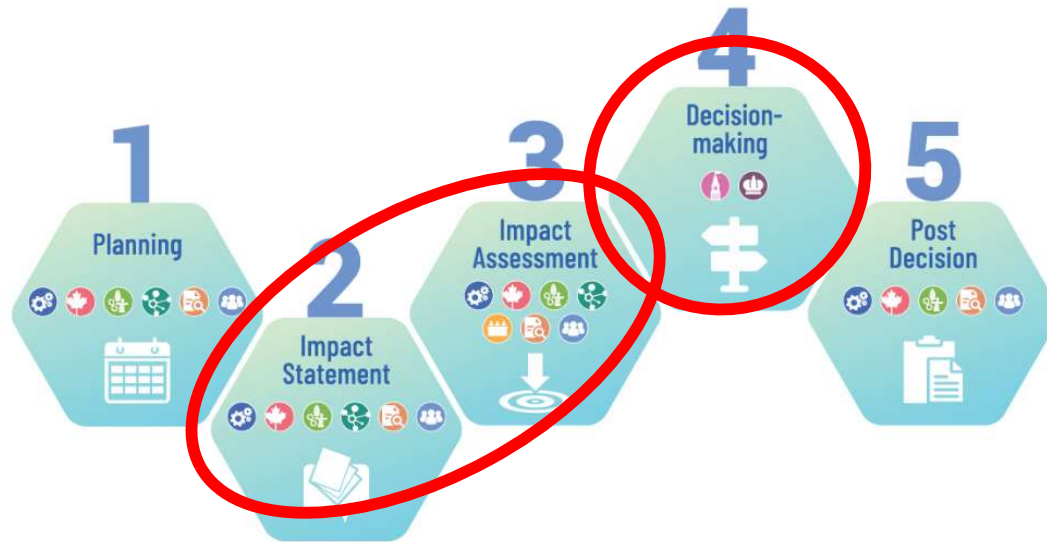 1
Planning
2
Impact
Statement
3
Impact
Assessment
4
Decision-
making
5
Post
Decision